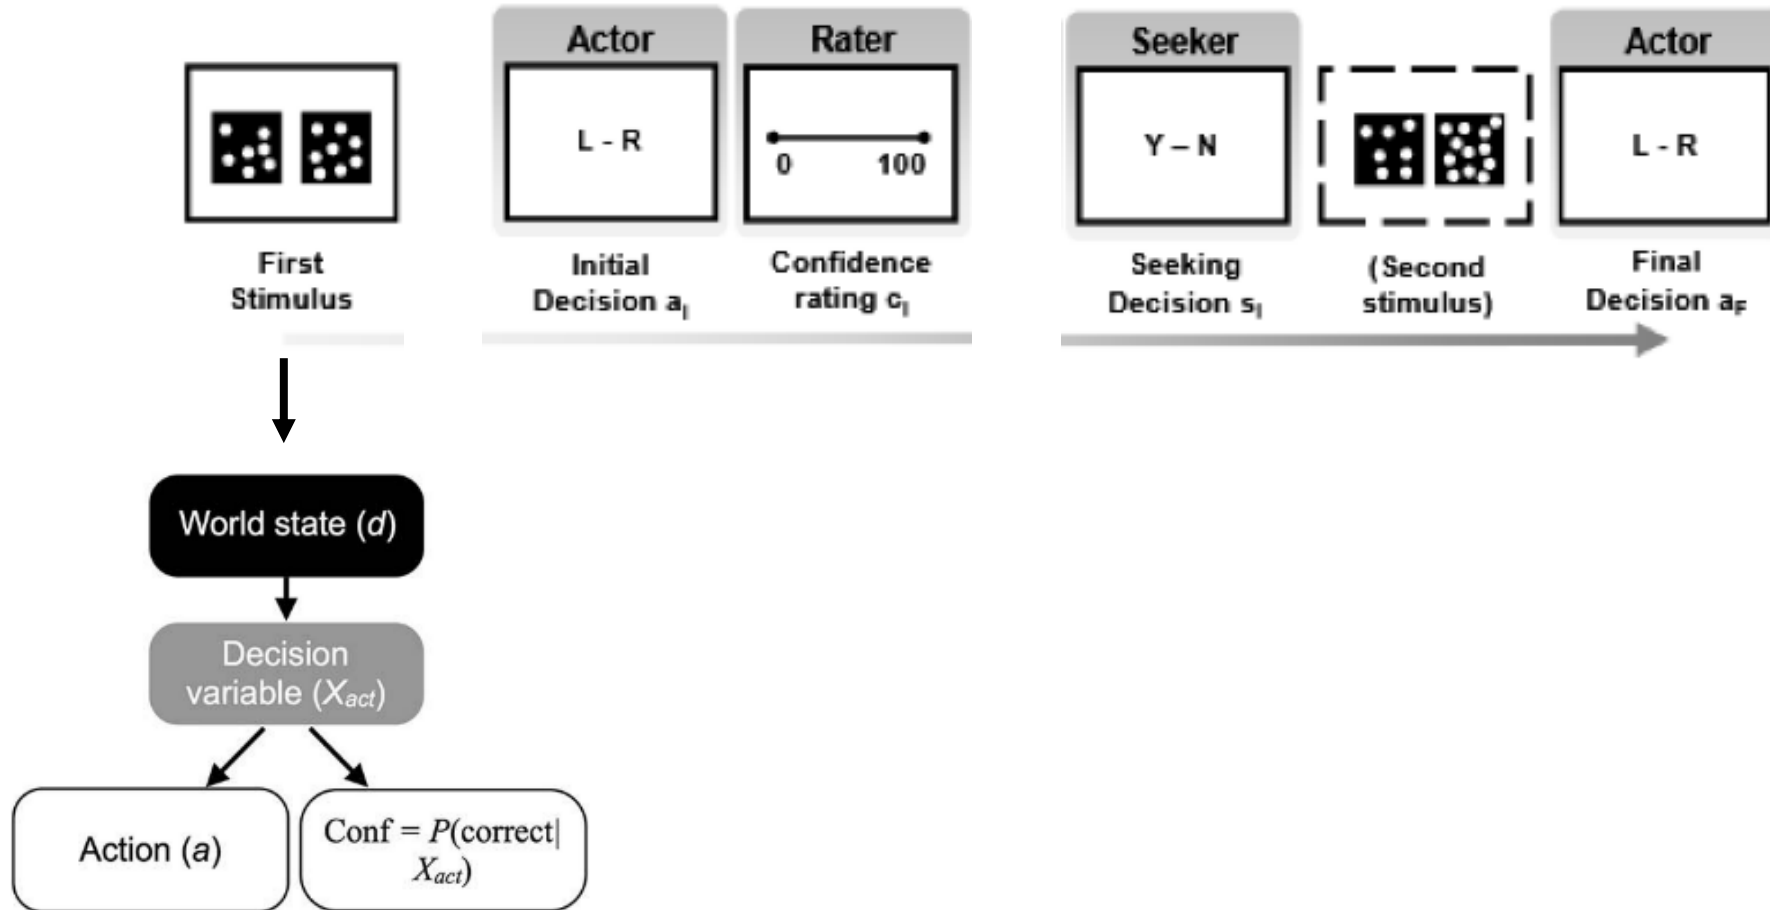 Actor
Rater
Seeker
Actor
L - R
0 100
Y – N
L - R
First
Stimulus
Initial
Decision aI
Confidence
rating cI
Seeking
Decision sI
(Second
stimulus)
Final
Decision aF
World state (d)
Decision
variable (Xact)
Action (a)
Conf = P(correct|
Xact)